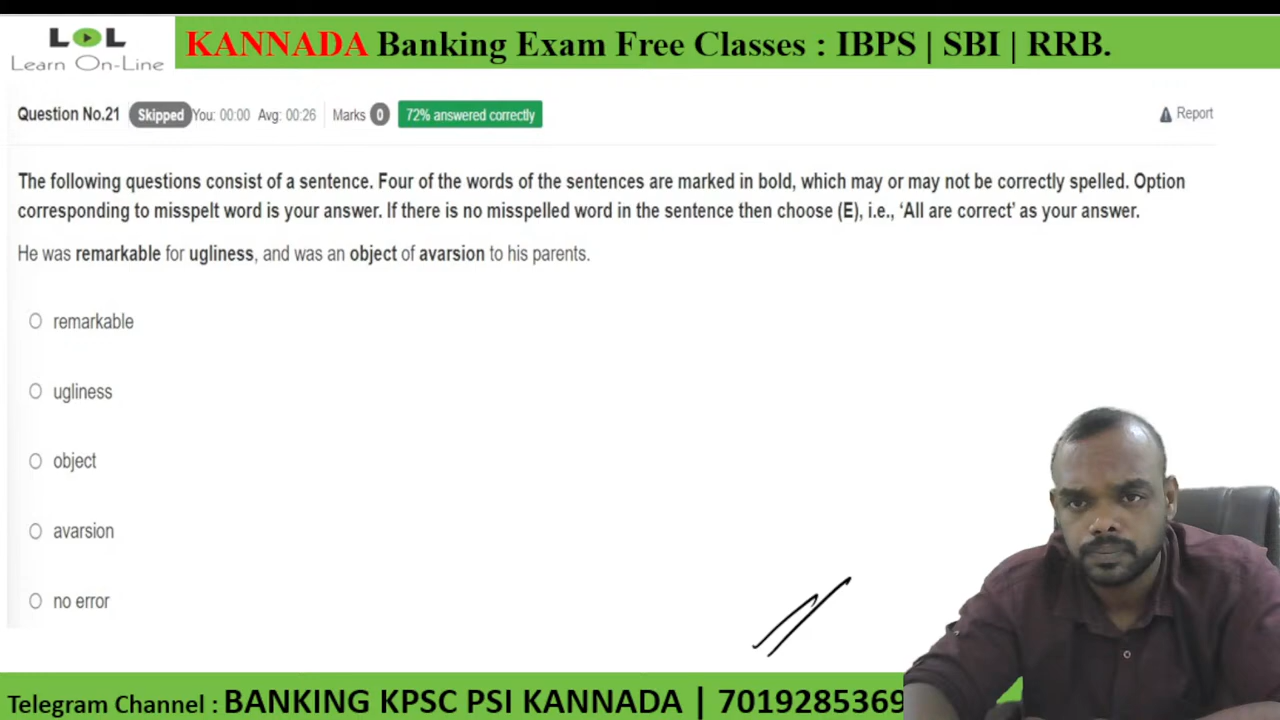 LOL
Learn On-Line
KANNADA Banking Exam Free Classes : IBPS | SBI | RRB.
Question No.21 Skipped You: 00:00 Avg: 00:26 Marks 0 72% answered correctly Report
The following questions consist of a sentence. Four of the words of the sentences are marked in bold, which may or may not be correctly spelled. Option
corresponding to misspelt word is your answer. If there is no misspelled word in the sentence then choose (E), i.e., ‘All are correct’ as your answer.
He was remarkable for ugliness, and was an object of avarsion to his parents.
remarkable
ugliness
object
avarsion
no error
Telegram Channel : BANKING KPSC PSI KANNADA | 7019285369